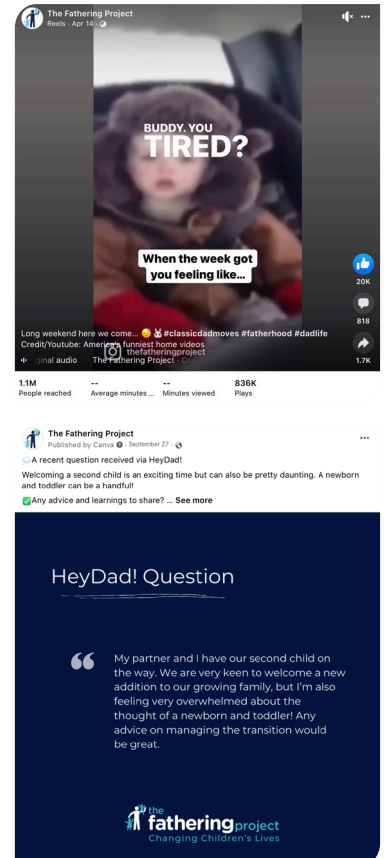 The Fathering Project
Reels · Apr 14 ·
BUDDY, YOU
TIRED?
When the week got
you feeling like...
20K
818
1.7K
Long weekend here we come... 😴 🐰 #classicdadmoves #fatherhood #dadlife
Credit/Youtube: America's funniest home videos
thefatheringproject
ginal audio The Fathering Project ·
1.1M -- -- 836K
People reached Average minutes ... Minutes viewed Plays
The Fathering Project
Published by Canva · September 27 ·
💭A recent question received via HeyDad!
Welcoming a second child is an exciting time but can also be pretty daunting. A newborn
and toddler can be a handful!
✅Any advice and learnings to share? ... See more
HeyDad! Question
“ My partner and I have our second child on
the way. We are very keen to welcome a new
addition to our growing family, but I'm also
feeling very overwhelmed about the
thought of a newborn and toddler! Any
advice on managing the transition would
be great.
the
fatheringproject
Changing Children's Lives